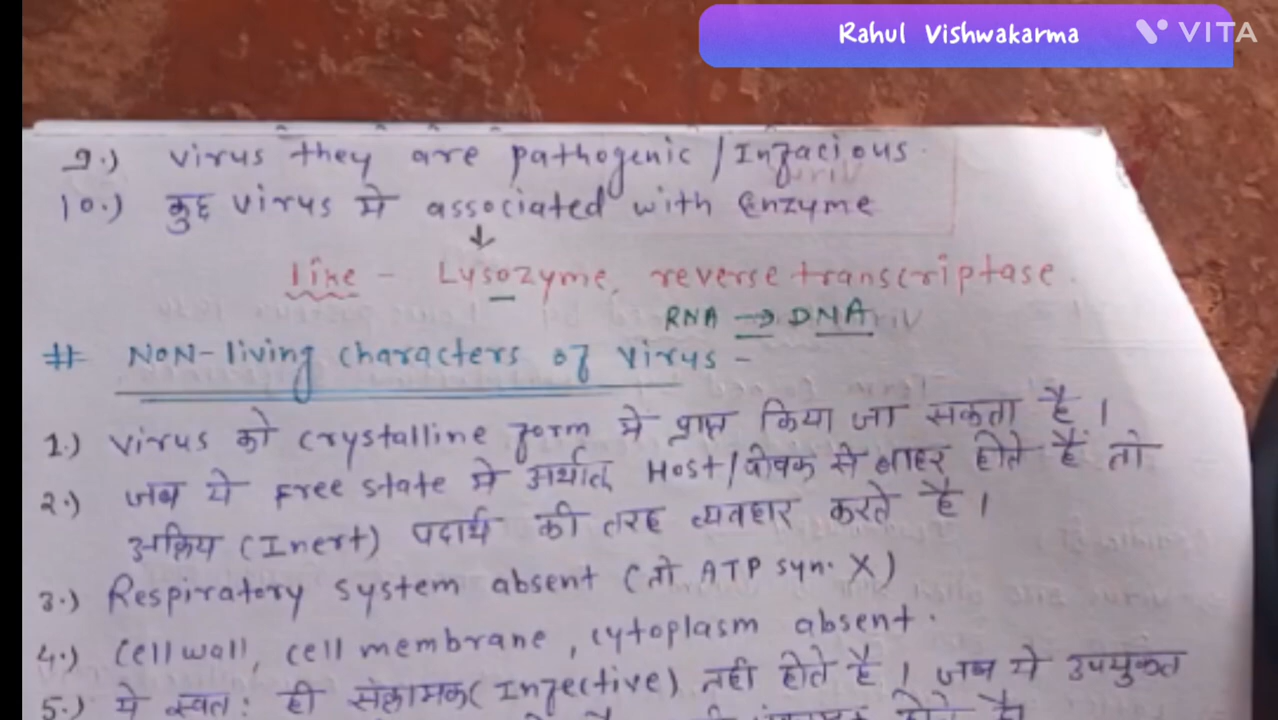 Rahul Vishwakarma
VITA
9.) virus they are pathogenic / Infacious.
10.) कुछ virus मे associated with Enzyme
↓
like - Lysozyme, reverse transcriptase.
RNA → DNA
# NoN-living characters of virus -
1.) virus को crystalline form मे प्राप्त किया जा सकता है ।
2.) जब ये Free state मे अर्थात Host/पोषक से बाहर होते है तो
अक्रिय (Inert) पदार्थ की तरह व्यवहार करते है ।
3.) Respiratory system absent (तो ATP syn. X)
4.) cell wall, cell membrane, cytoplasm absent.
5.) ये स्वत: ही संक्रामक (Infective) नही होते है । जब ये उपयुक्त